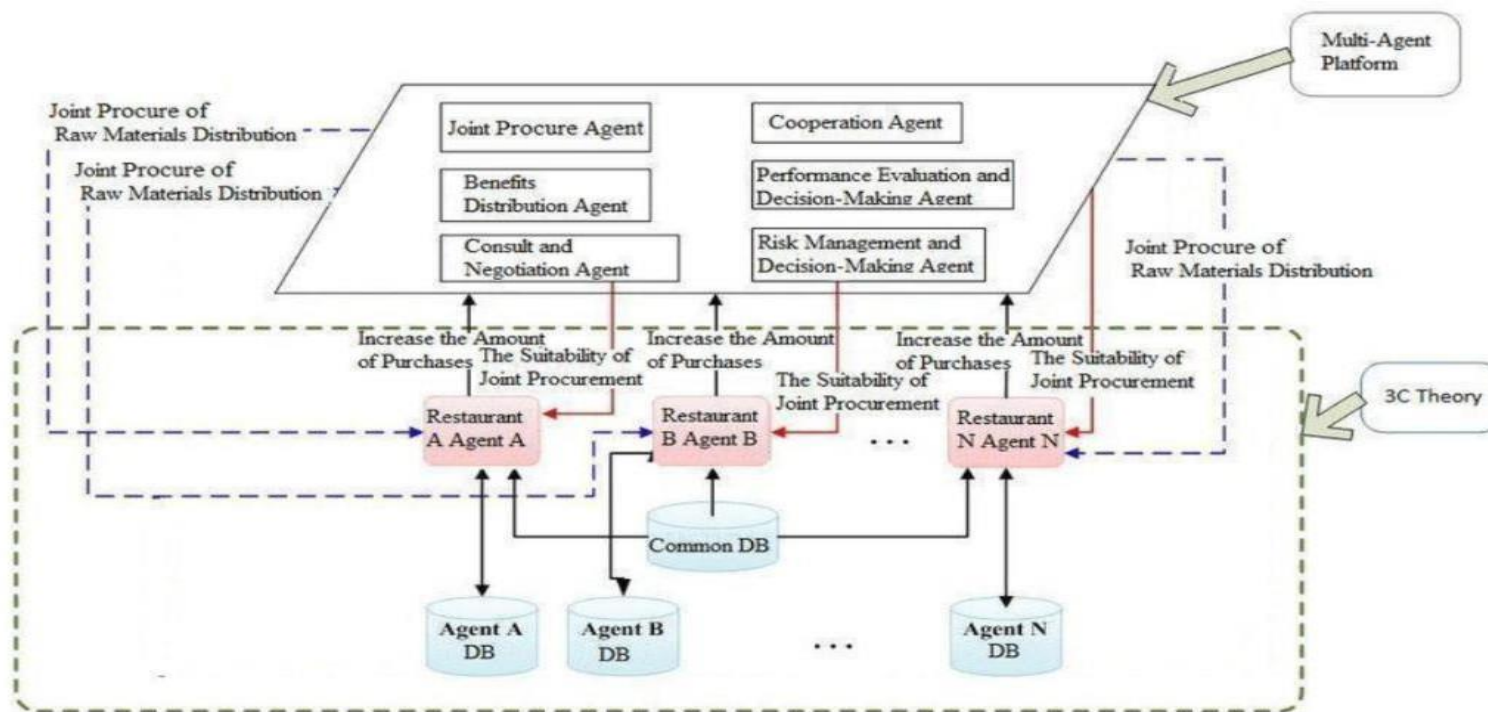 Multi-Agent
Platform
Joint Procure of
Raw Materials Distribution
Joint Procure of
Raw Materials Distribution
Joint Procure Agent
Cooperation Agent
Benefits
Distribution Agent
Performance Evaluation and
Decision-Making Agent
Consult and
Negotiation Agent
Risk Management and
Decision-Making Agent
Joint Procure of
Raw Materials Distribution
Increase the Amount
of Purchases
The Suitability of
Joint Procurement
Increase the Amount
of Purchases
The Suitability of
Joint Procurement
Increase the Amount
of Purchases
The Suitability of
Joint Procurement
3C Theory
Restaurant
A Agent A
Restaurant
B Agent B
...
Restaurant
N Agent N
Common DB
Agent A
DB
Agent B
DB
...
Agent N
DB